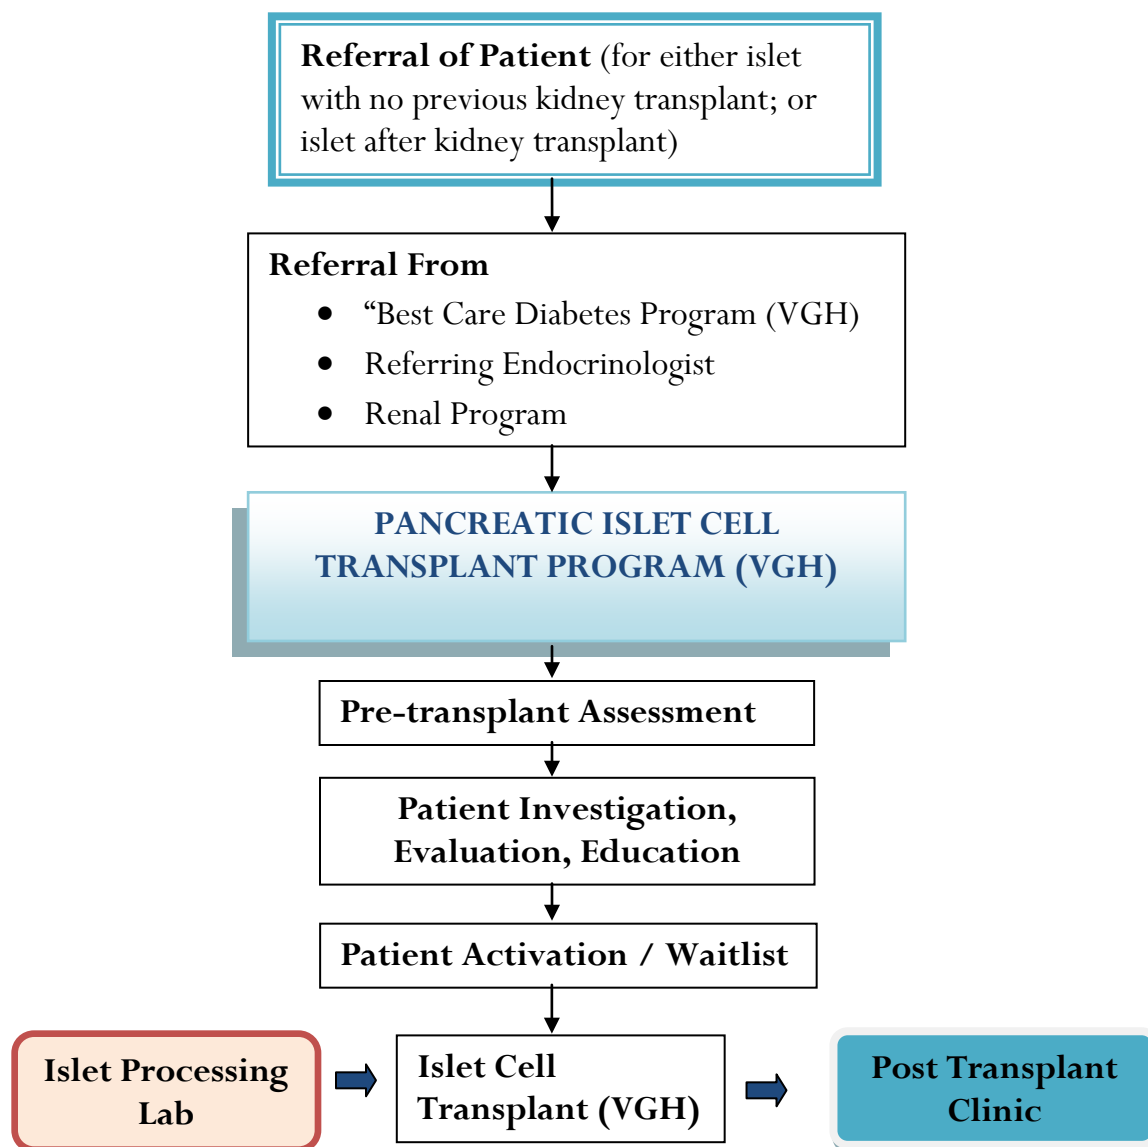 Referral of Patient (for either islet
with no previous kidney transplant; or
islet after kidney transplant)
Referral From
• “Best Care Diabetes Program (VGH)
• Referring Endocrinologist
• Renal Program
PANCREATIC ISLET CELL
TRANSPLANT PROGRAM (VGH)
Pre-transplant Assessment
Patient Investigation,
Evaluation, Education
Patient Activation / Waitlist
Islet Processing
Lab
Islet Cell
Transplant (VGH)
Post Transplant
Clinic